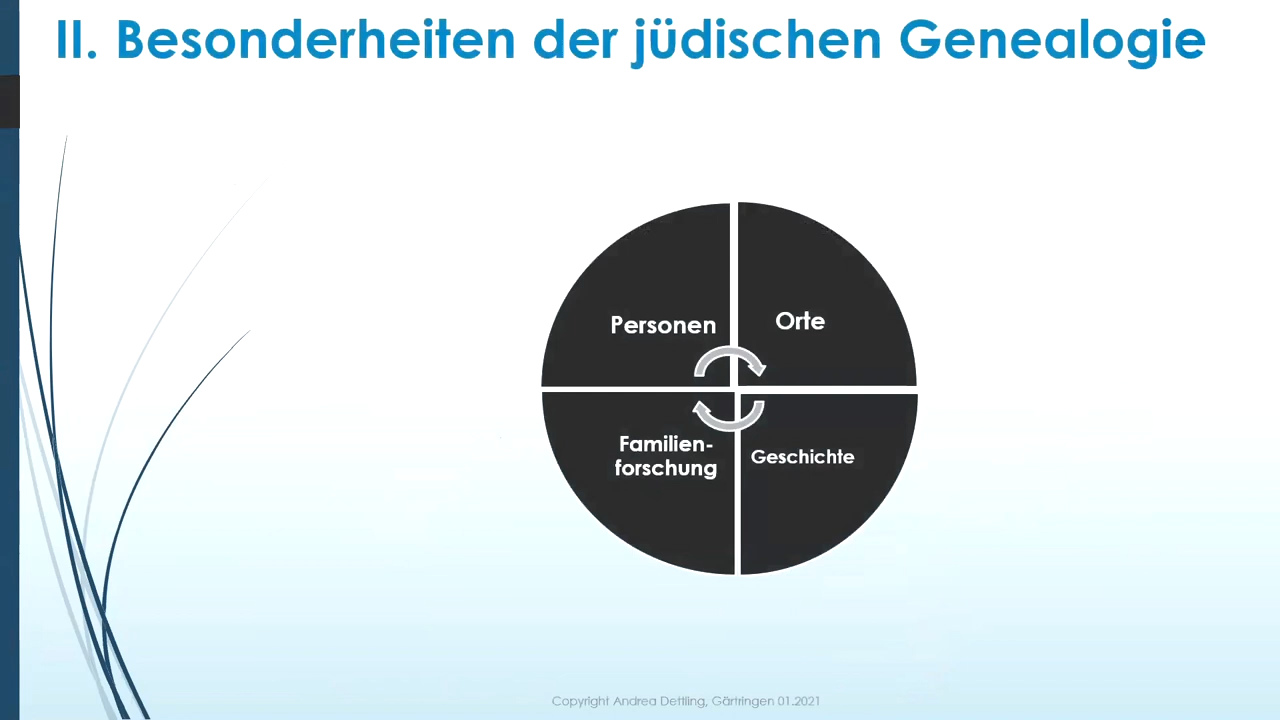 II. Besonderheiten der jüdischen Genealogie
Personen
Orte
Familien-
forschung
Geschichte
Copyright Andrea Dettling, Gärtringen 01.2021